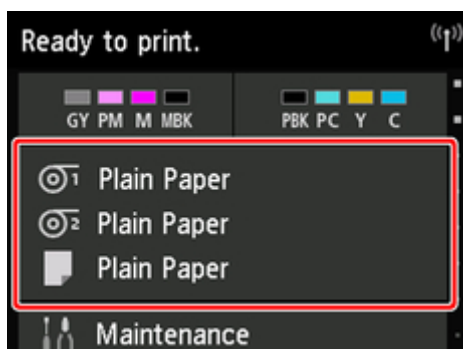 Ready to print.
GY PM M MBK PBK PC Y C
1 Plain Paper
2 Plain Paper
Plain Paper
Maintenance